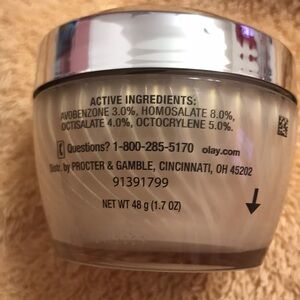 ACTIVE INGREDIENTS:
AVOBENZONE 3.0%, HOMOSALATE 8.0%,
OCTISALATE 4.0%, OCTOCRYLENE 5.0%.
Questions? 1-800-285-5170 olay.com
Distr. by PROCTER & GAMBLE, CINCINNATI, OH 45202
91391799
NET WT 48 g (1.7 OZ)